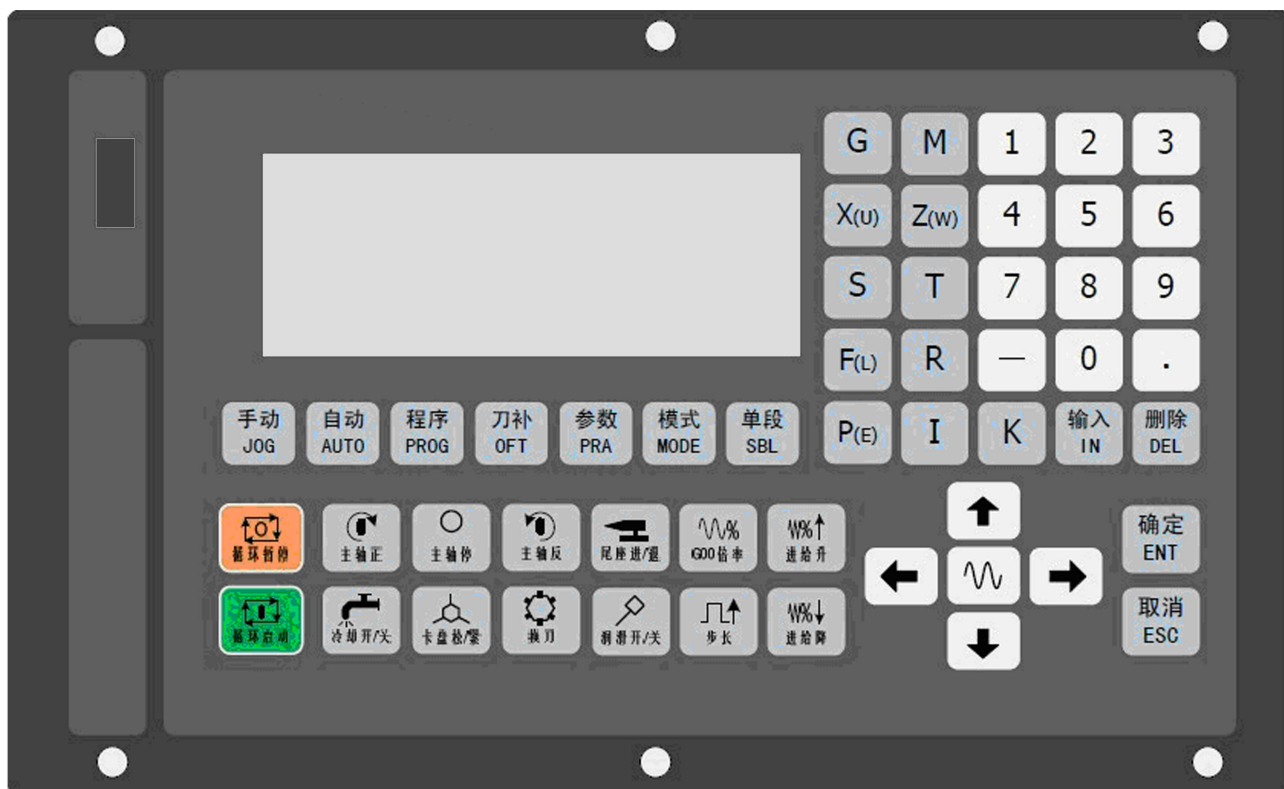 G M 1 2 3
X(U) Z(W) 4 5 6
S T 7 8 9
F(L) R — 0 .
手动 自动 程序 刀补 参数 模式 单段
JOG AUTO PROG OFT PRA MODE SBL
P(E) I K 输入 删除
IN DEL
循环暂停 主轴正 主轴停 主轴反 尾座进/退 G00倍率 进给升
% %
确定
ENT
循环启动 冷却开/关 卡盘松/紧 换刀 润滑开/关 步长 进给降
%
取消
ESC